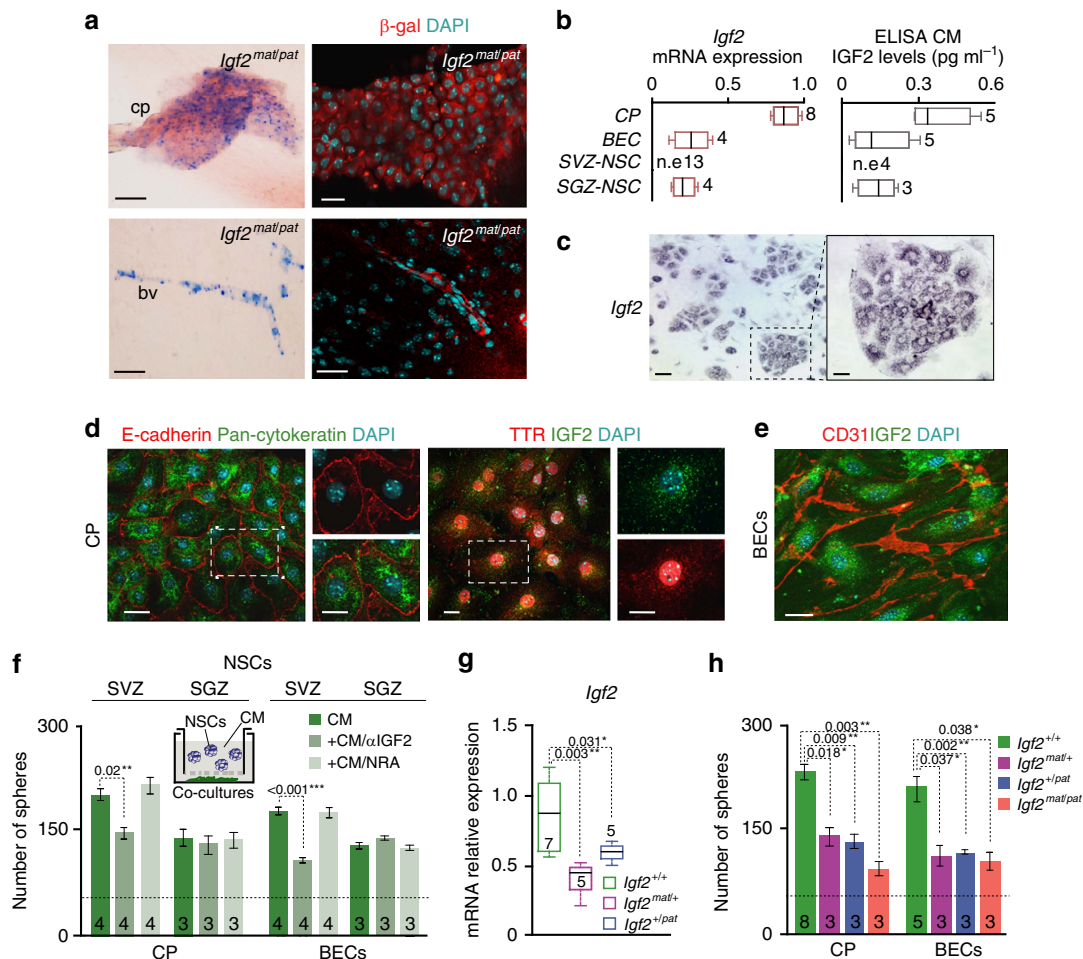 a
β-gal DAPI
Igf2mat/pat
cp
Igf2mat/pat
Igf2mat/pat
bv
Igf2mat/pat
b
Igf2
mRNA expression
0 0.5 1.0
CP
BEC
SVZ-NSC
SGZ-NSC
8
4
n.e13
4
ELISA CM
IGF2 levels (pg ml−1)
0 0.3 0.6
5
5
n.e4
3
c
Igf2
d
E-cadherin Pan-cytokeratin DAPI
TTR IGF2 DAPI
CP
e
CD31IGF2 DAPI
BECs
f
NSCs
SVZ SGZ SVZ SGZ
NSCs CM
Co-cultures
CM
+CM/αIGF2
+CM/NRA
Number of spheres
300
150
0
0.02**
<0.001***
4 4 4 3 3 3 4 4 4 3 3 3
CP BECs
g
Igf2
mRNA relative expression
1.5
1.0
0.5
0
0.031*
0.003**
7
5
5
Igf2+/+
Igf2mat/+
Igf2+/pat
h
Number of spheres
300
150
0
0.003**
0.009**
0.018*
0.038*
0.002**
0.037*
8 3 3 3 5 3 3 3
CP BECs
Igf2+/+
Igf2mat/+
Igf2+/pat
Igf2mat/pat